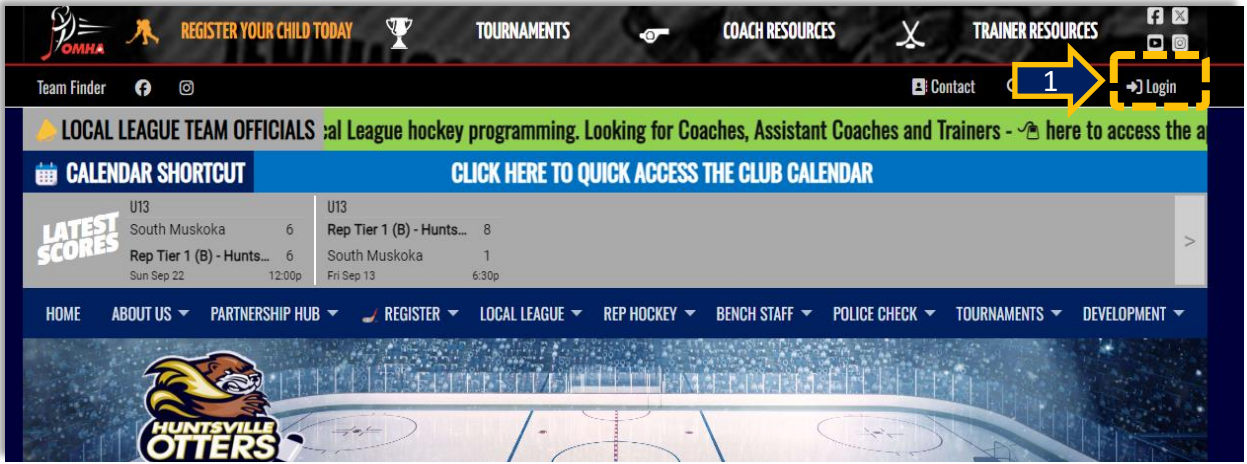 OMHA
REGISTER YOUR CHILD TODAY
TOURNAMENTS
COACH RESOURCES
TRAINER RESOURCES
Team Finder
Contact
1
Login
LOCAL LEAGUE TEAM OFFICIALS
cal League hockey programming. Looking for Coaches, Assistant Coaches and Trainers - here to access the a
CALENDAR SHORTCUT
CLICK HERE TO QUICK ACCESS THE CLUB CALENDAR
LATEST
SCORES
U13
South Muskoka 6
Rep Tier 1 (B) - Hunts... 6
Sun Sep 22 12:00p
U13
Rep Tier 1 (B) - Hunts... 8
South Muskoka 1
Fri Sep 13 6:30p
>
HOME ABOUT US PARTNERSHIP HUB REGISTER LOCAL LEAGUE REP HOCKEY BENCH STAFF POLICE CHECK TOURNAMENTS DEVELOPMENT
HUNTSVILLE
OTTERS